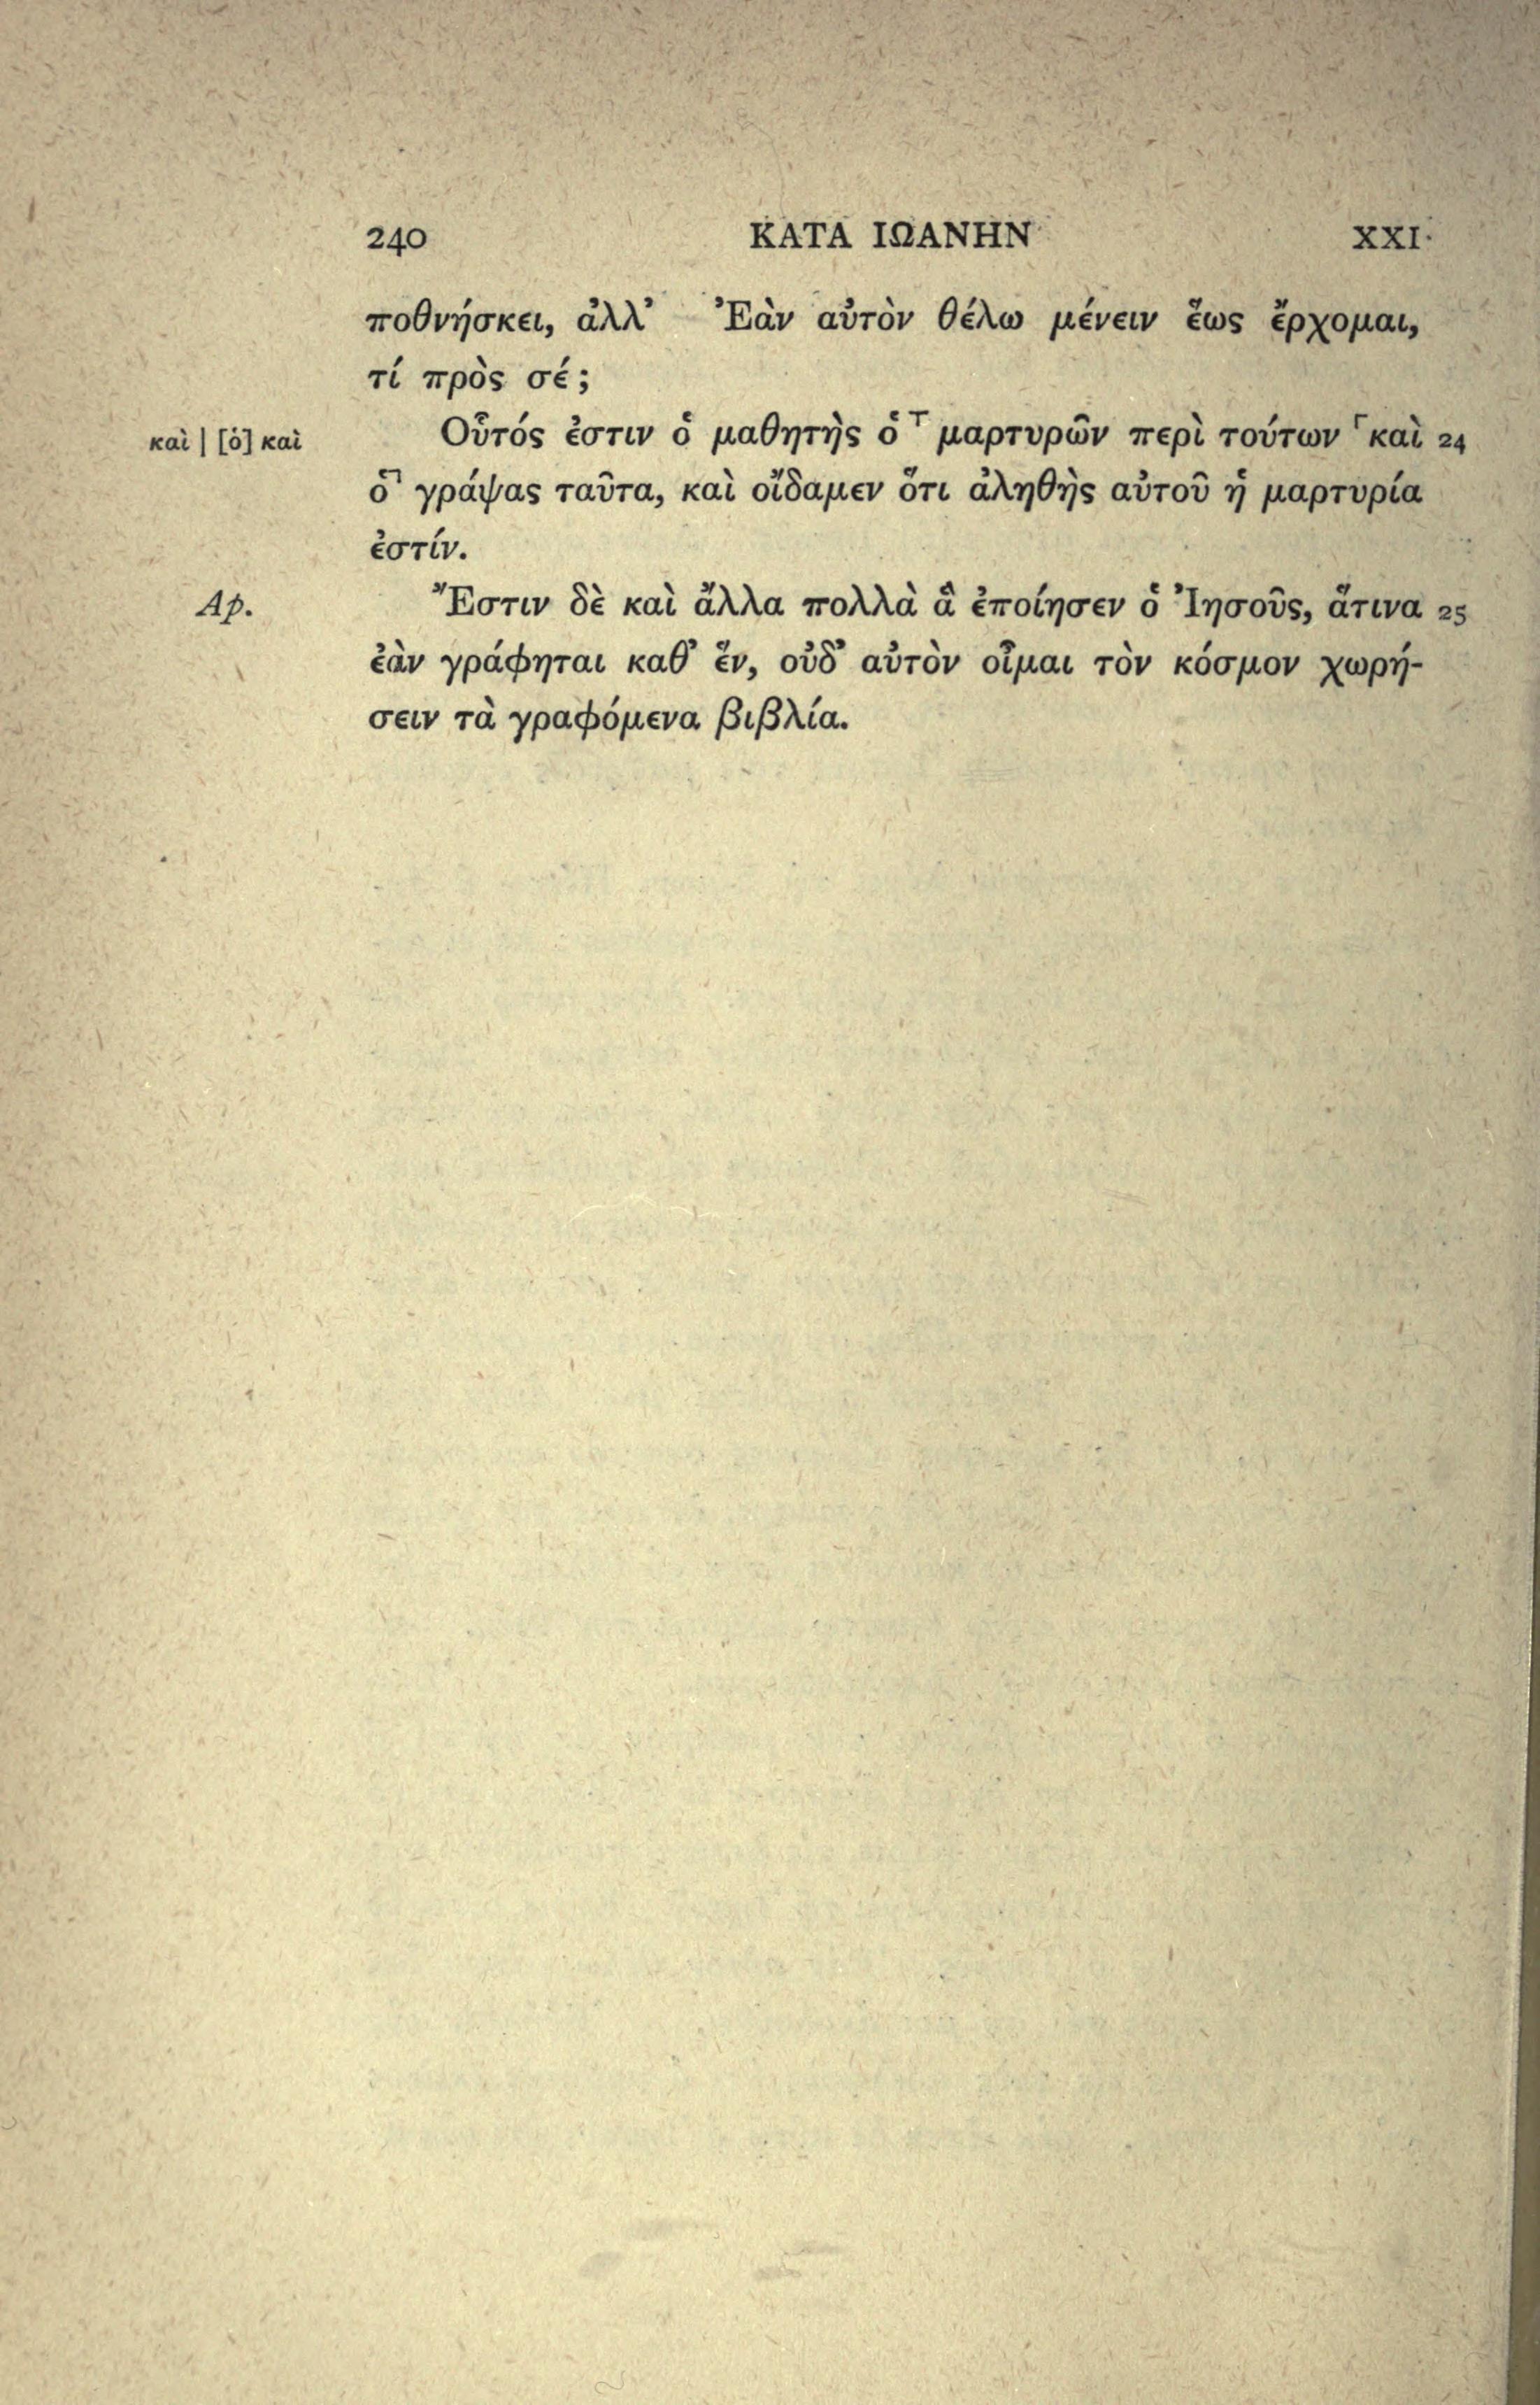 240 ΚΑΤΑ ΙΩΑΝΗΝ XXI
ποθνήσκει, ἀλλ’ Ἐὰν αὐτὸν θέλω μένειν ἕως ἔρχομαι,
τί πρὸς σέ;
καὶ | [ὁ] καὶ Οὗτός ἐστιν ὁ μαθητὴς ὁ⸆ μαρτυρῶν περὶ τούτων ⸂καὶ 24
ὁ⸃ γράψας ταῦτα, καὶ οἴδαμεν ὅτι ἀληθὴς αὐτοῦ ἡ μαρτυρία
ἐστίν.
Ap. Ἔστιν δὲ καὶ ἄλλα πολλὰ ἃ ἐποίησεν ὁ Ἰησοῦς, ἅτινα 25
ἐὰν γράφηται καθ’ ἕν, οὐδ’ αὐτὸν οἶμαι τὸν κόσμον χωρή-
σειν τὰ γραφόμενα βιβλία.